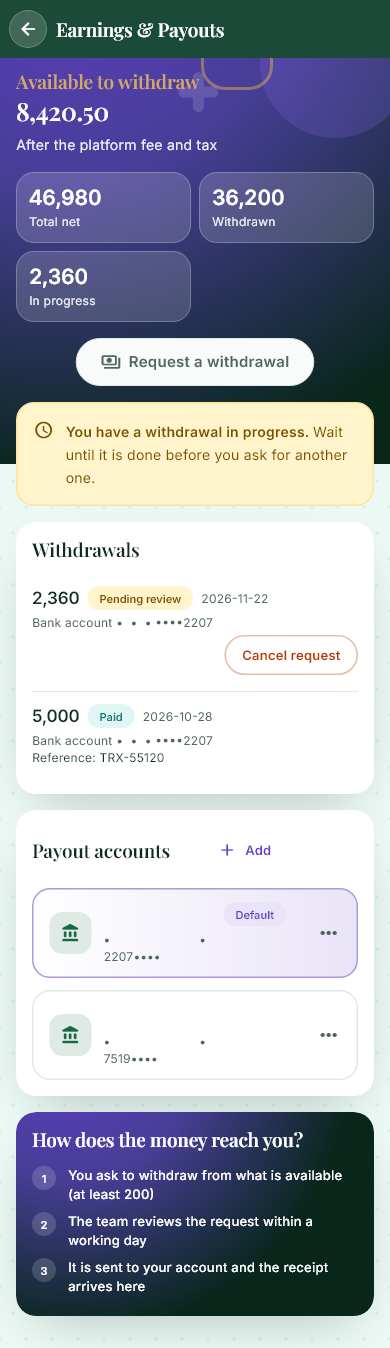 Earnings & Payouts
Available to withdraw
8,420.50
After the platform fee and tax
46,980
Total net
36,200
Withdrawn
2,360
In progress
Request a withdrawal
You have a withdrawal in progress. Wait
until it is done before you ask for another
one.
Withdrawals
2,360 Pending review 2026-11-22
Bank account • • • ••••2207
Cancel request
5,000 Paid 2026-10-28
Bank account • • • ••••2207
Reference: TRX-55120
Payout accounts
+ Add
Default
• •
2207••••
•••
• •
7519••••
•••
How does the money reach you?
1 You ask to withdraw from what is available
(at least 200)
2 The team reviews the request within a
working day
3 It is sent to your account and the receipt
arrives here